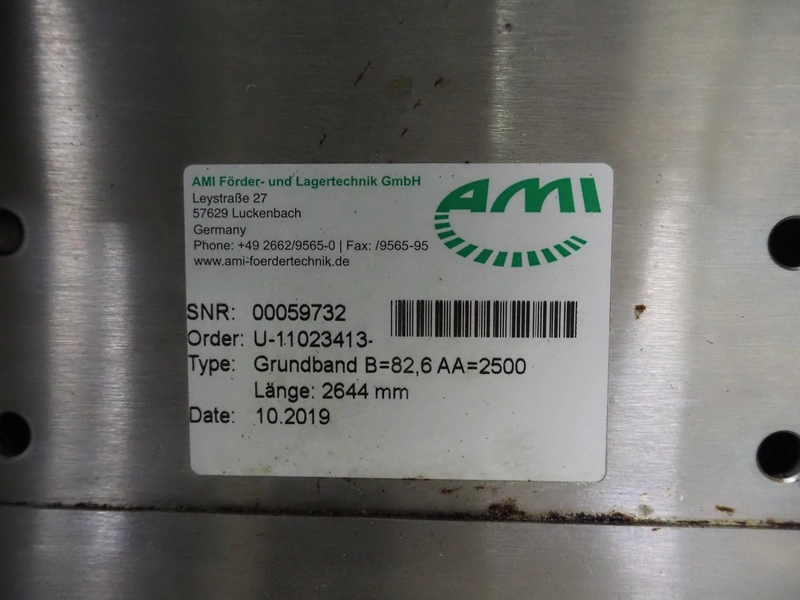 AMI Förder- und Lagertechnik GmbH
Leystraße 27
57629 Luckenbach
Germany
Phone: +49 2662/9565-0 | Fax: /9565-95
www.ami-foerdertechnik.de
AMI
SNR: 00059732
Order: U-11023413-
Type: Grundband B=82,6 AA=2500
Länge: 2644 mm
Date: 10.2019